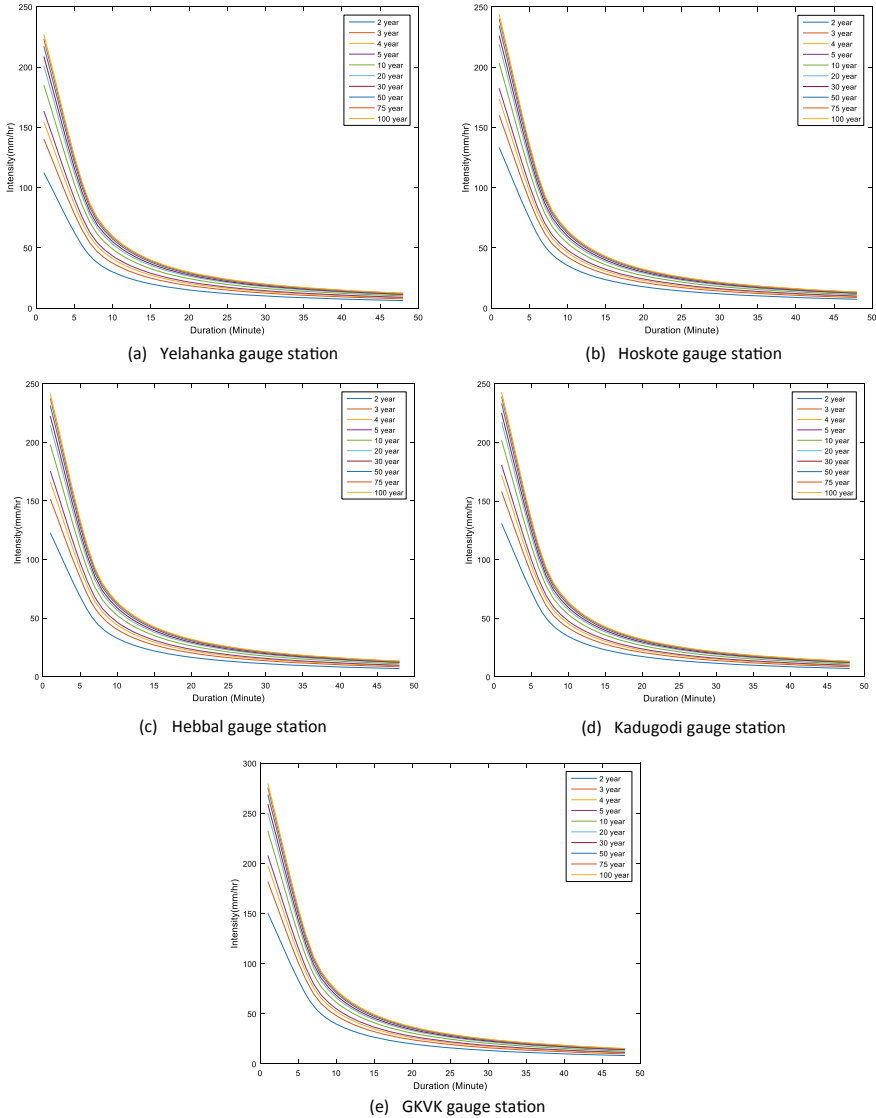 250
200
150
100
50
0
Intensity(mm/hr)
0 5 10 15 20 25 30 35 40 45 50
Duration (Minute)
2 year
3 year
4 year
5 year
10 year
20 year
30 year
50 year
75 year
100 year
(a) Yelahanka gauge station
250
200
150
100
50
0
Intensity(mm/hr)
0 5 10 15 20 25 30 35 40 45 50
Duration (Minute)
2 year
3 year
4 year
5 year
10 year
20 year
30 year
50 year
75 year
100 year
(b) Hoskote gauge station
250
200
150
100
50
0
Intensity(mm/hr)
0 5 10 15 20 25 30 35 40 45 50
Duration (Minute)
2 year
3 year
4 year
5 year
10 year
20 year
30 year
50 year
75 year
100 year
(c) Hebbal gauge station
250
200
150
100
50
0
Intensity(mm/hr)
0 5 10 15 20 25 30 35 40 45 50
Duration (Minute)
2 year
3 year
4 year
5 year
10 year
20 year
30 year
50 year
75 year
100 year
(d) Kadugodi gauge station
300
250
200
150
100
50
0
Intensity(mm/hr)
0 5 10 15 20 25 30 35 40 45 50
Duration (Minute)
2 year
3 year
4 year
5 year
10 year
20 year
30 year
50 year
75 year
100 year
(e) GKVK gauge station